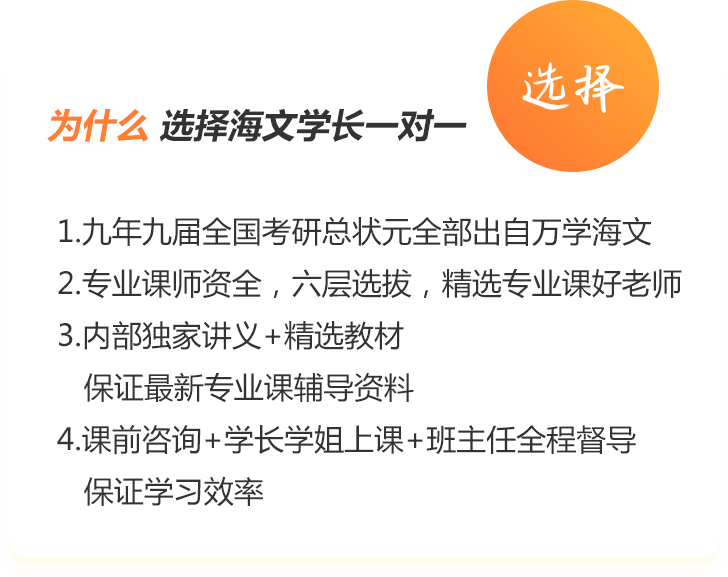 选择
为什么 选择海文学长一对一
1.九年九届全国考研总状元全部出自万学海文
2.专业课师资全，六层选拔，精选专业课好老师
3.内部独家讲义+精选教材
保证最新专业课辅导资料
4.课前咨询+学长学姐上课+班主任全程督导
保证学习效率